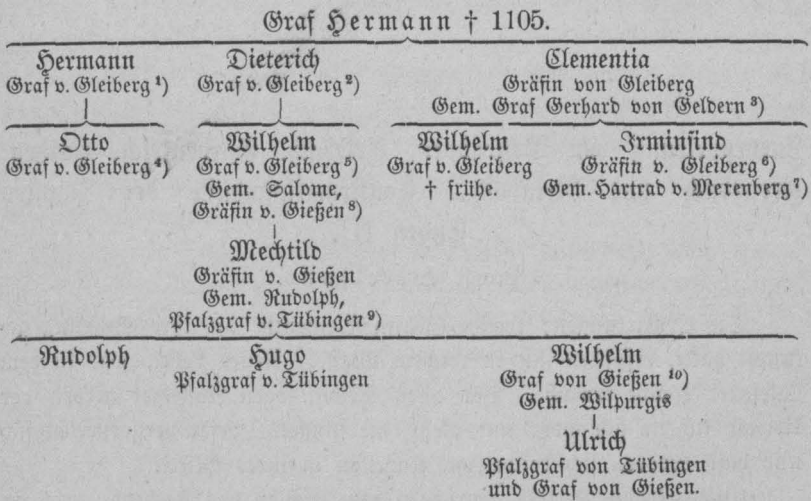 Graf Hermann † 1105.
Hermann Dieterich Clementia
Graf v. Gleiberg ¹) Graf v. Gleiberg ²) Gräfin von Gleiberg
Gem. Graf Gerhard von Geldern ³)
Otto Wilhelm Wilhelm Irminsind
Graf v. Gleiberg ⁴) Graf v. Gleiberg ⁵) Graf v. Gleiberg Gräfin v. Gleiberg ⁶)
Gem. Salome, † frühe. Gem. Hartrad v. Merenberg ⁷)
Gräfin v. Gießen ⁸)
Mechtild
Gräfin v. Gießen
Gem. Rudolph,
Pfalzgraf v. Tübingen ⁹)
Rudolph Hugo Wilhelm
Pfalzgraf v. Tübingen Graf von Gießen ¹⁰)
Gem. Wilpurgis
Ulrich
Pfalzgraf von Tübingen
und Graf von Gießen.